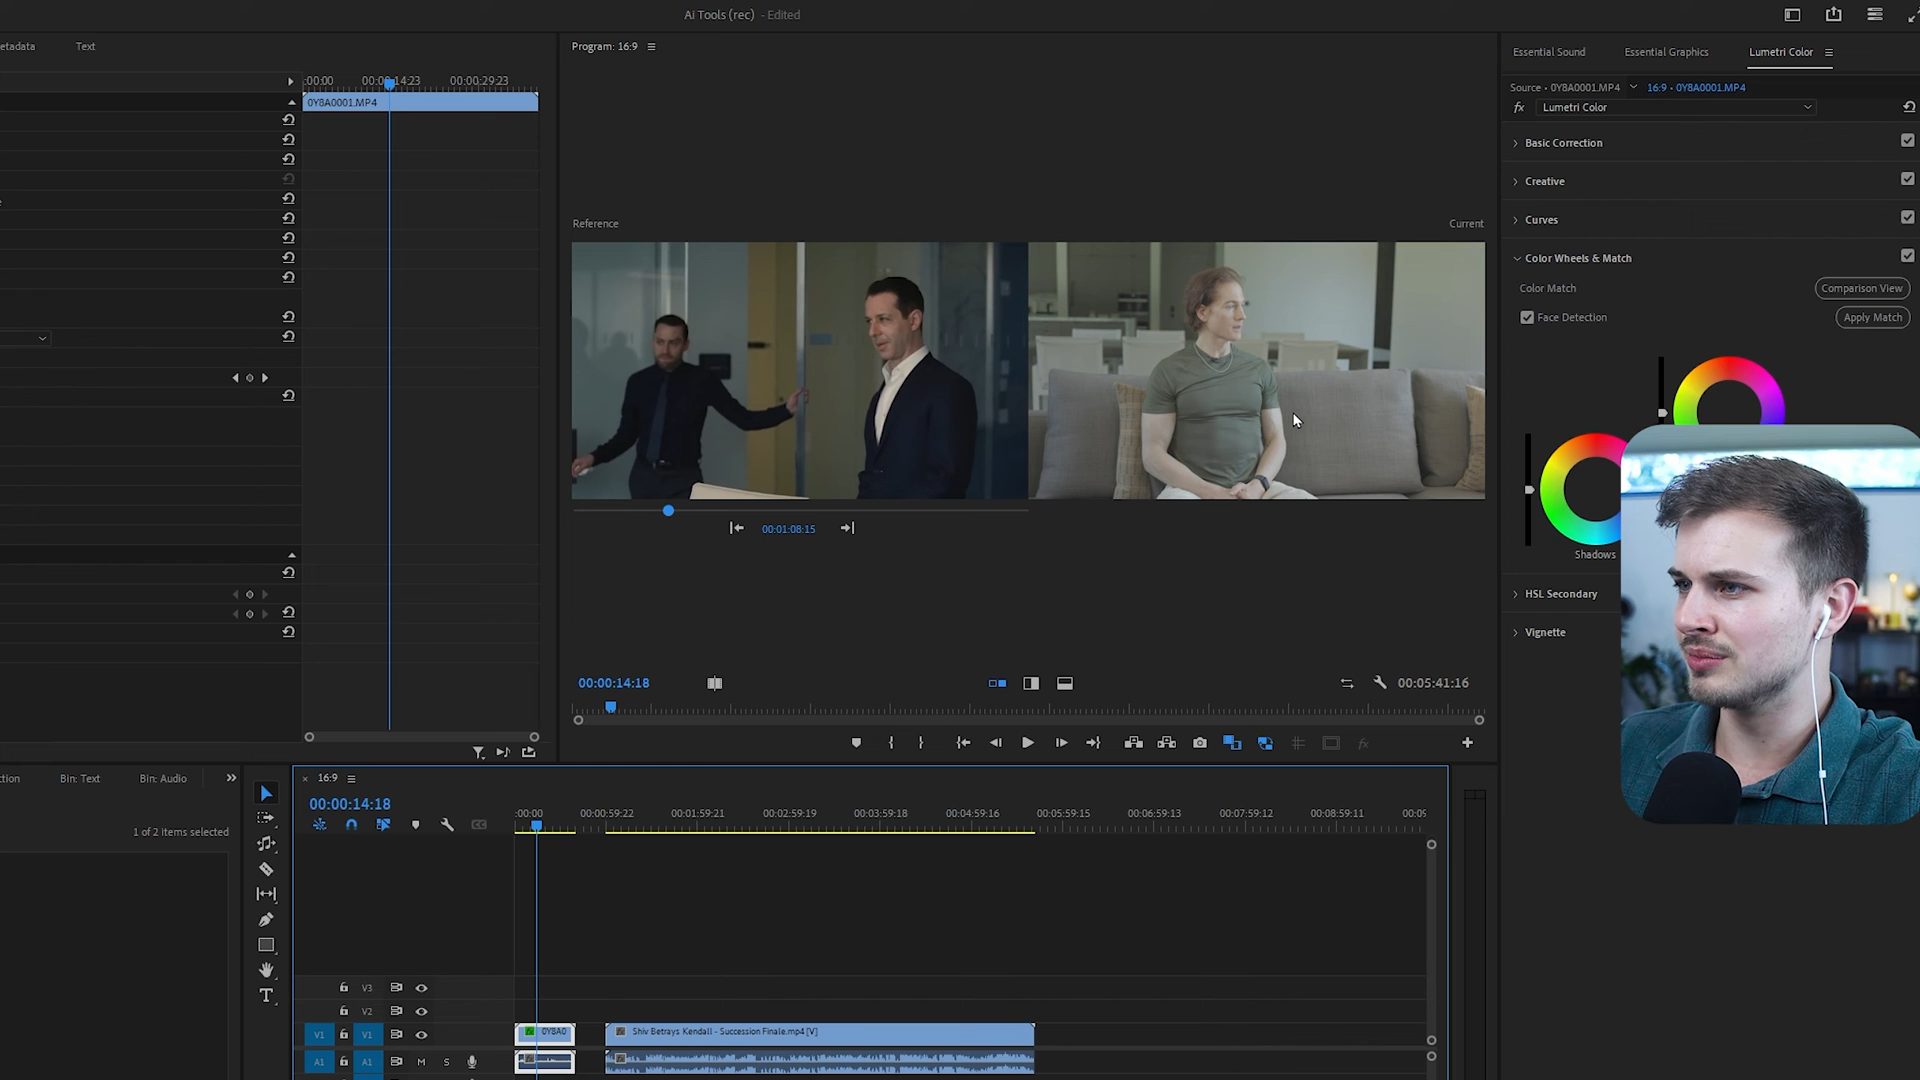 Ai Tools (rec) - Edited
etadata
Text
:00:00
00:00:14:23
00:00:29:23
0Y8A0001.MP4
Program: 16:9
Reference
Current
00:01:08:15
00:00:14:18
00:05:41:16
Essential Sound
Essential Graphics
Lumetri Color
Source • 0Y8A0001.MP4
16:9 • 0Y8A0001.MP4
fx
Lumetri Color
Basic Correction
Creative
Curves
Color Wheels & Match
Color Match
Comparison View
Face Detection
Apply Match
Shadows
HSL Secondary
Vignette
ction
Bin: Text
Bin: Audio
1 of 2 items selected
16:9
00:00:14:18
:00:00
00:00:59:22
00:01:59:21
00:02:59:19
00:03:59:18
00:04:59:16
00:05:59:15
00:06:59:13
00:07:59:12
00:08:59:11
00:09
V3
V2
V1
V1
0Y8A0
Shiv Betrays Kendall - Succession Finale.mp4 [V]
A1
A1
M
S